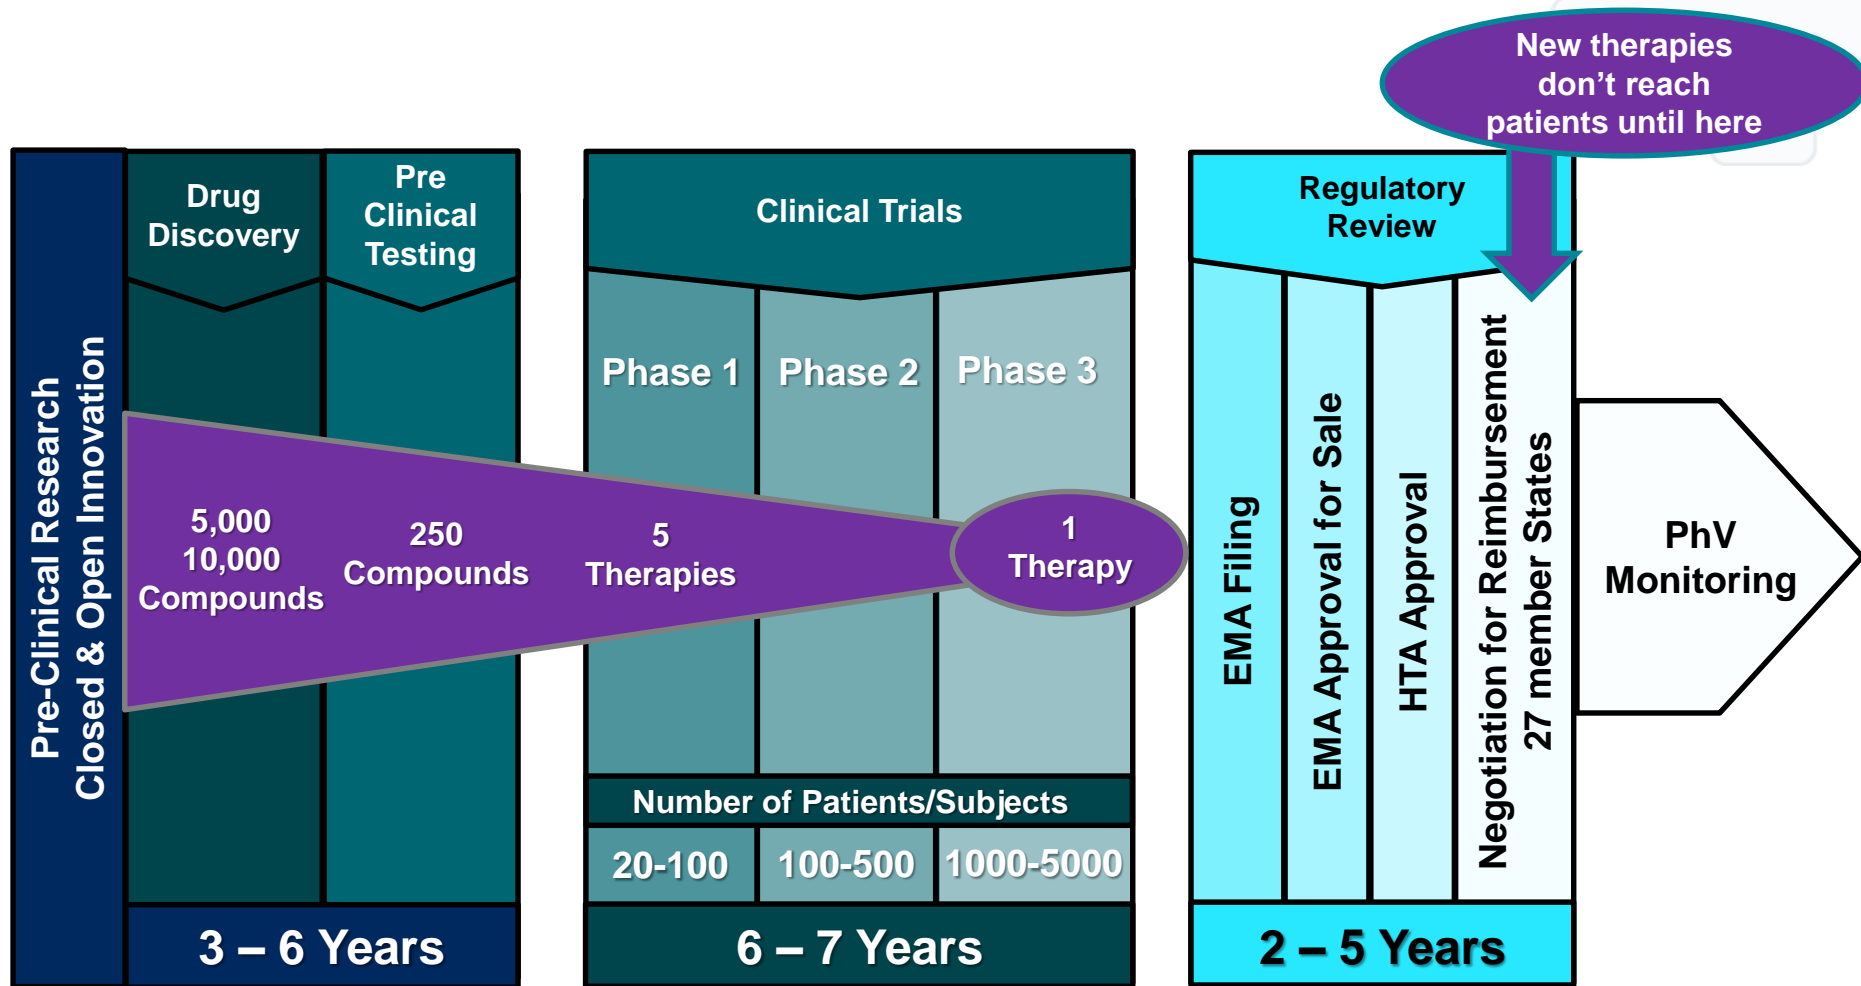 New therapies
don’t reach
patients until here
Pre-Clinical Research
Closed & Open Innovation
Drug
Discovery
Pre
Clinical
Testing
Clinical Trials
Regulatory
Review
Phase 1
Phase 2
Phase 3
5,000
10,000
Compounds
250
Compounds
5
Therapies
1
Therapy
EMA Filing
EMA Approval for Sale
HTA Approval
Negotiation for Reimbursement
27 member States
PhV
Monitoring
Number of Patients/Subjects
20-100
100-500
1000-5000
3 – 6 Years
6 – 7 Years
2 – 5 Years